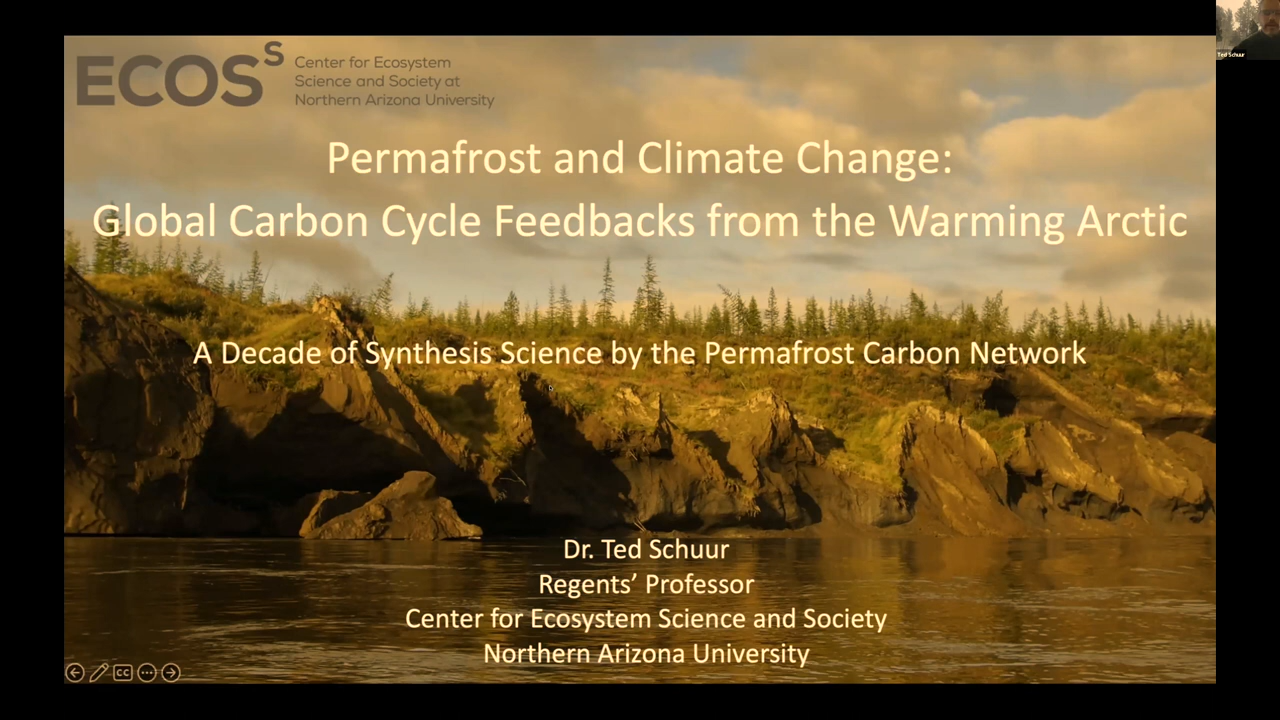 ECOSS
Center for Ecosystem
Science and Society at
Northern Arizona University
Ted Schuur
Permafrost and Climate Change:
Global Carbon Cycle Feedbacks from the Warming Arctic
A Decade of Synthesis Science by the Permafrost Carbon Network
Dr. Ted Schuur
Regents’ Professor
Center for Ecosystem Science and Society
Northern Arizona University
CC